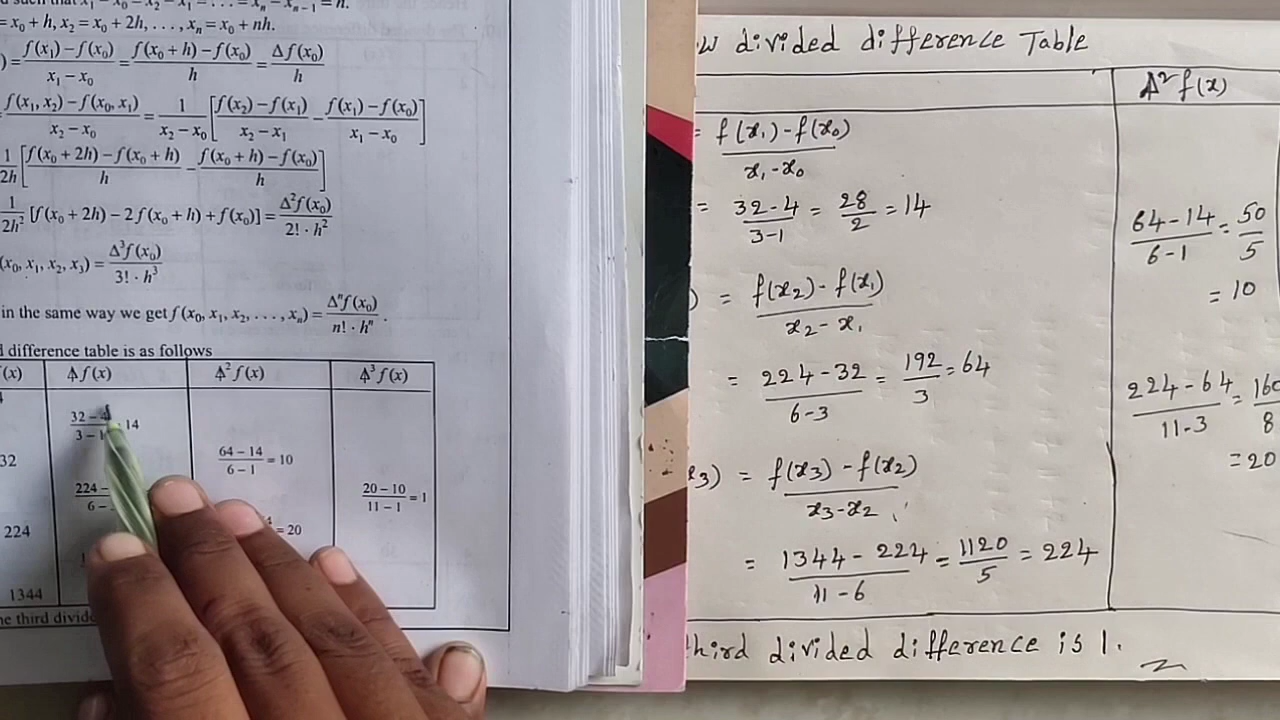 = x₀ + h, x₂ = x₀ + 2h, . . . , xₙ = x₀ + nh.
) = f(x₁) – f(x₀) / x₁ – x₀ = f(x₀ + h) – f(x₀) / h = Δ f(x₀) / h
= f(x₁, x₂) – f(x₀, x₁) / x₂ – x₀ = 1 / x₂ – x₀ [f(x₂) – f(x₁) / x₂ – x₁ – f(x₁) – f(x₀) / x₁ – x₀]
1/2h [f(x₀ + 2h) – f(x₀ + h) / h – f(x₀ + h) – f(x₀) / h]
1/2h² [f(x₀ + 2h) – 2 f(x₀ + h) + f(x₀)] = Δ²f(x₀) / 2! · h²
(x₀, x₁, x₂, x₃) = Δ³f(x₀) / 3! · h³
in the same way we get f(x₀, x₁, x₂, . . . , xₙ) = Δⁿf(x₀) / n! · hⁿ .
difference table is as follows
(x) Δ f(x) Δ² f(x) Δ³ f(x)
32 – 4 / 3 – 1 14
32 64 – 14 / 6 – 1 = 10
224 – / 6 – 20 – 10 / 11 – 1 = 1
224 = 20
1344
third divide
divided difference Table
Δ² f(x)
= f(x₁) – f(x₀) / x₁ – x₀
= 32 – 4 / 3 – 1 = 28 / 2 = 14
64 – 14 / 6 – 1 = 50 / 5
= 10
) = f(x₂) – f(x₁) / x₂ – x₁
= 224 – 32 / 6 – 3 = 192 / 3 = 64
224 – 64 / 11 – 3 = 160 / 8
= 20
x₃) = f(x₃) – f(x₂) / x₃ – x₂
= 1344 – 224 / 11 – 6 = 1120 / 5 = 224
third divided difference is 1.